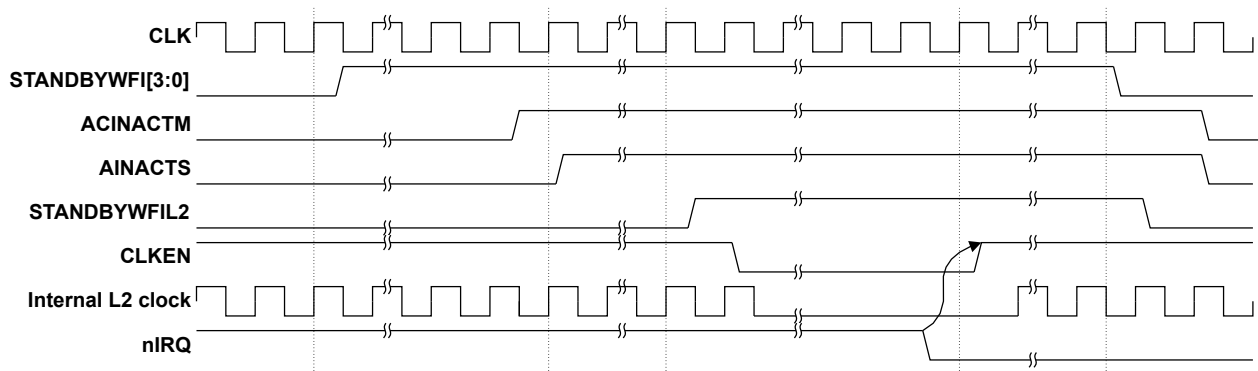 CLK
STANDBYWFI[3:0]
ACINACTM
AINACTS
STANDBYWFIL2
CLKEN
Internal L2 clock
nIRQ